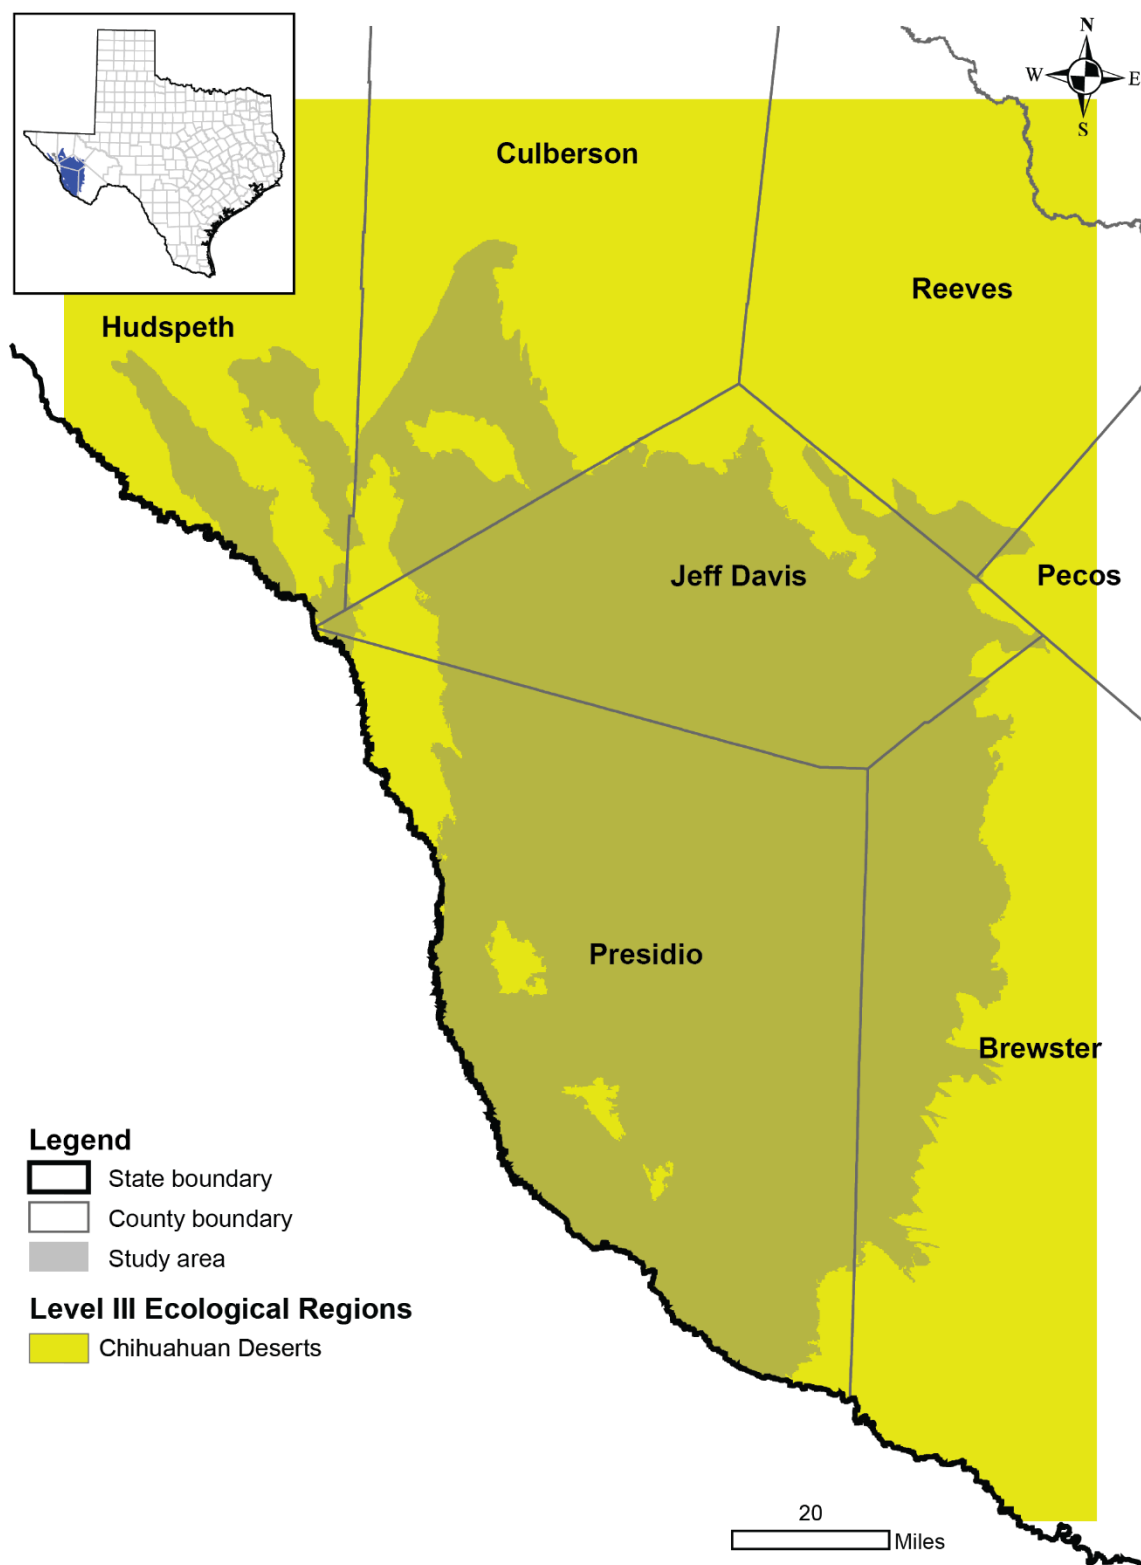 N
W E
S
Culberson
Reeves
Hudspeth
Jeff Davis
Pecos
Presidio
Brewster
Legend
State boundary
County boundary
Study area
Level III Ecological Regions
Chihuahuan Deserts
20
Miles